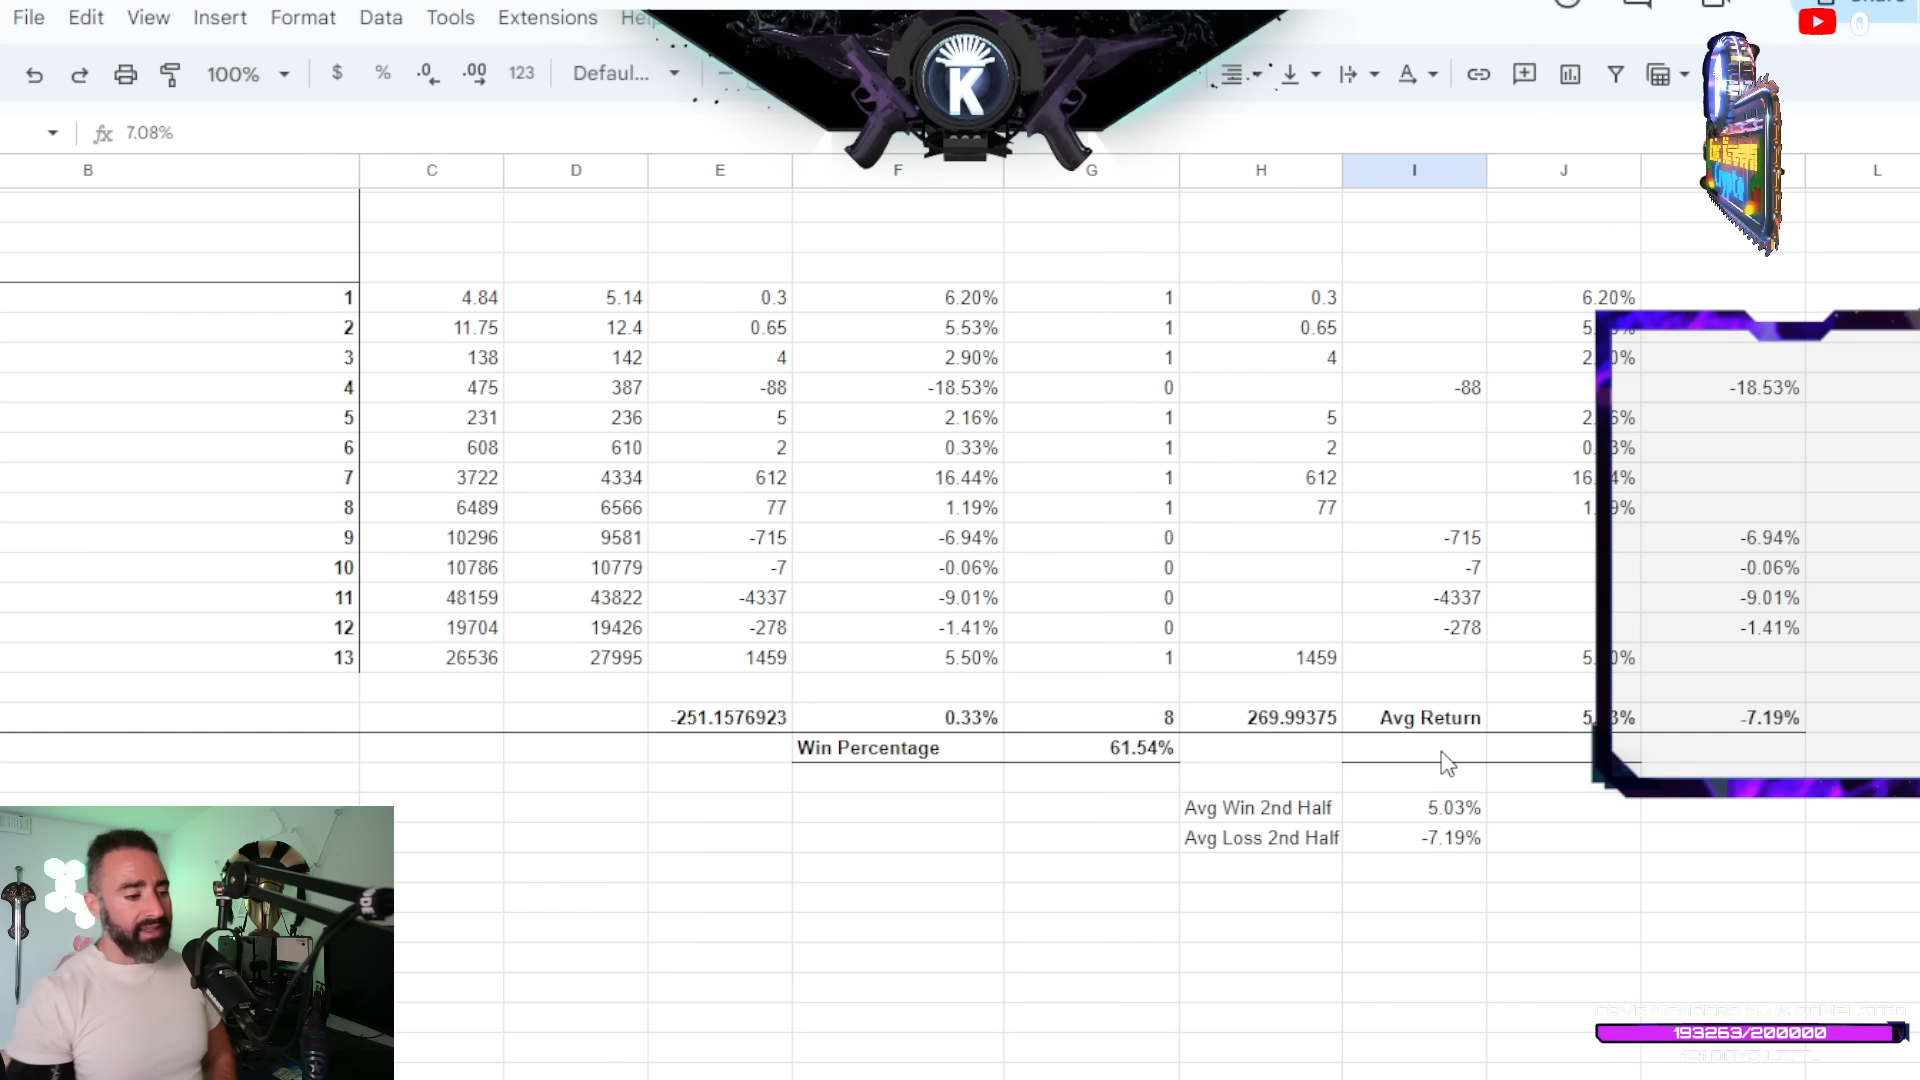 File Edit View Insert Format Data Tools Extensions Help
100% $ % .0 .00 123 Defaul...
fx 7.08%
K
B C D E F G H I J L
1 4.84 5.14 0.3 6.20% 1 0.3 6.20%
2 11.75 12.4 0.65 5.53% 1 0.65
3 138 142 4 2.90% 1 4
4 475 387 -88 -18.53% 0 -88 -18.53%
5 231 236 5 2.16% 1 5
6 608 610 2 0.33% 1 2
7 3722 4334 612 16.44% 1 612
8 6489 6566 77 1.19% 1 77
9 10296 9581 -715 -6.94% 0 -715 -6.94%
10 10786 10779 -7 -0.06% 0 -7 -0.06%
11 48159 43822 -4337 -9.01% 0 -4337 -9.01%
12 19704 19426 -278 -1.41% 0 -278 -1.41%
13 26536 27995 1459 5.50% 1 1459
-251.1576923 0.33% 8 269.99375 Avg Return -7.19%
Win Percentage 61.54%
Avg Win 2nd Half 5.03%
Avg Loss 2nd Half -7.19%
193263/200000